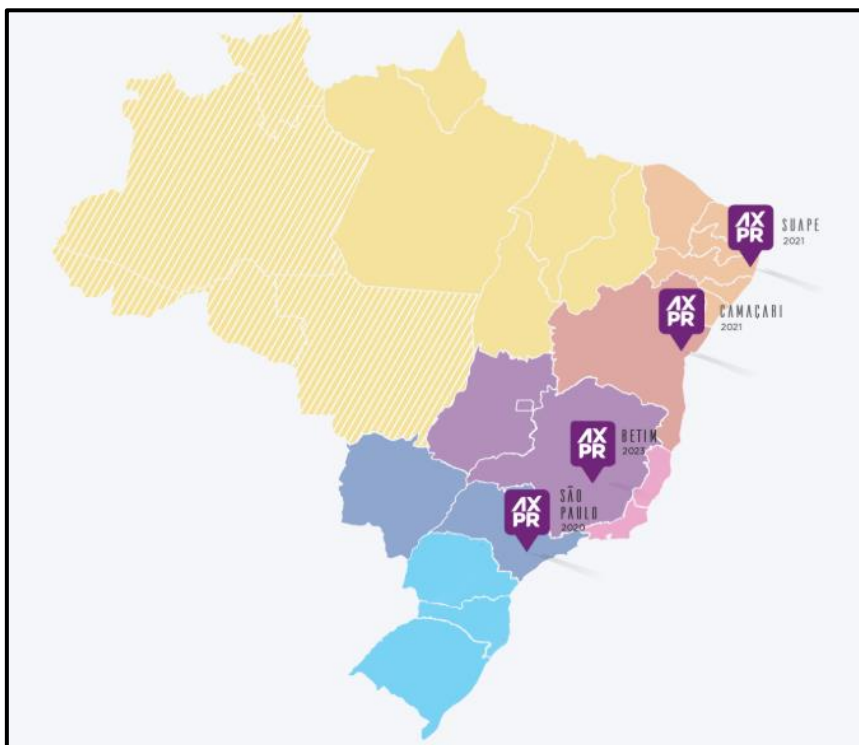 AX
PR
SUAPE
2021
AX
PR
CAMAÇARI
2021
AX
PR
BETIM
2023
AX
PR
SÃO
PAULO
2020